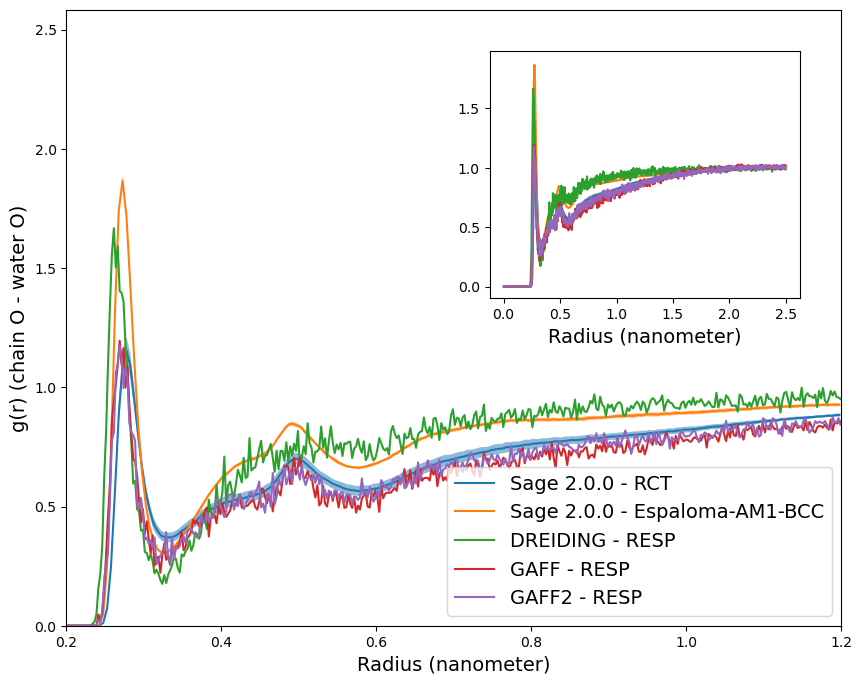 g(r) (chain O - water O)
2.5
2.0
1.5
1.0
0.5
0.0
0.2
0.4
0.6
0.8
1.0
1.2
Radius (nanometer)
1.5
1.0
0.5
0.0
0.0
0.5
1.0
1.5
2.0
2.5
Radius (nanometer)
Sage 2.0.0 - RCT
Sage 2.0.0 - Espaloma-AM1-BCC
DREIDING - RESP
GAFF - RESP
GAFF2 - RESP